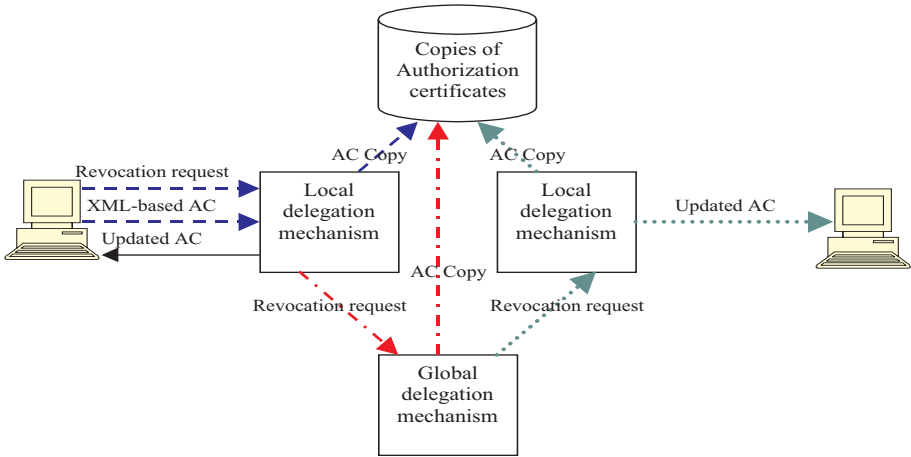 Copies of
Authorization
certificates
AC Copy
AC Copy
Revocation request
XML-based AC
Updated AC
Local
delegation
mechanism
Local
delegation
mechanism
Updated AC
AC Copy
Revocation request
Revocation request
Global
delegation
mechanism